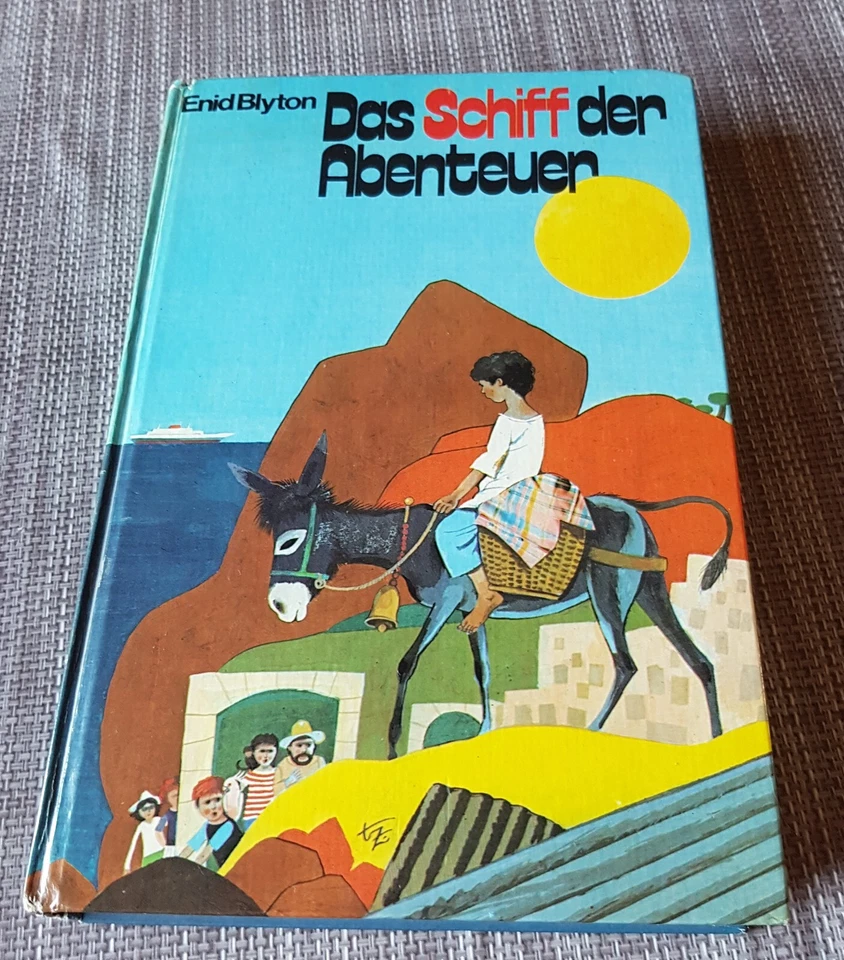 Enid Blyton
Das Schiff der
Abenteuer